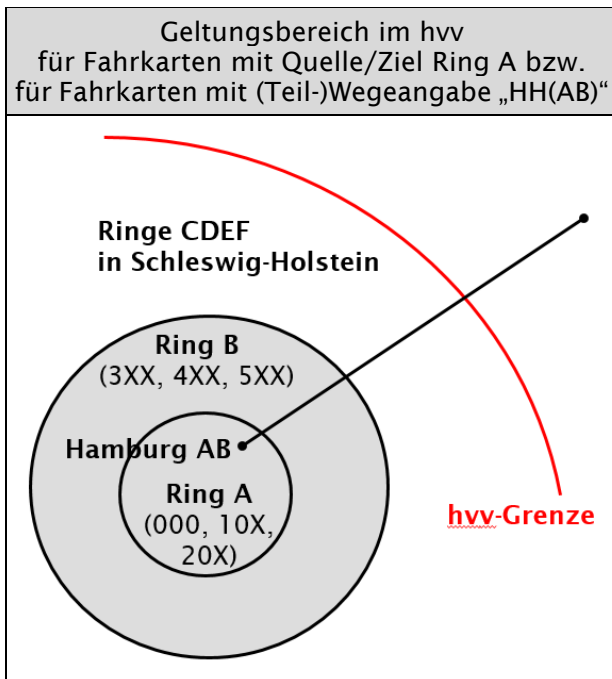 Geltungsbereich im hvv
für Fahrkarten mit Quelle/Ziel Ring A bzw.
für Fahrkarten mit (Teil-)Wegeangabe „HH(AB)“
Ringe CDEF
in Schleswig-Holstein
Ring B
(3XX, 4XX, 5XX)
Hamburg AB
Ring A
(000, 10X,
20X)
hvv-Grenze